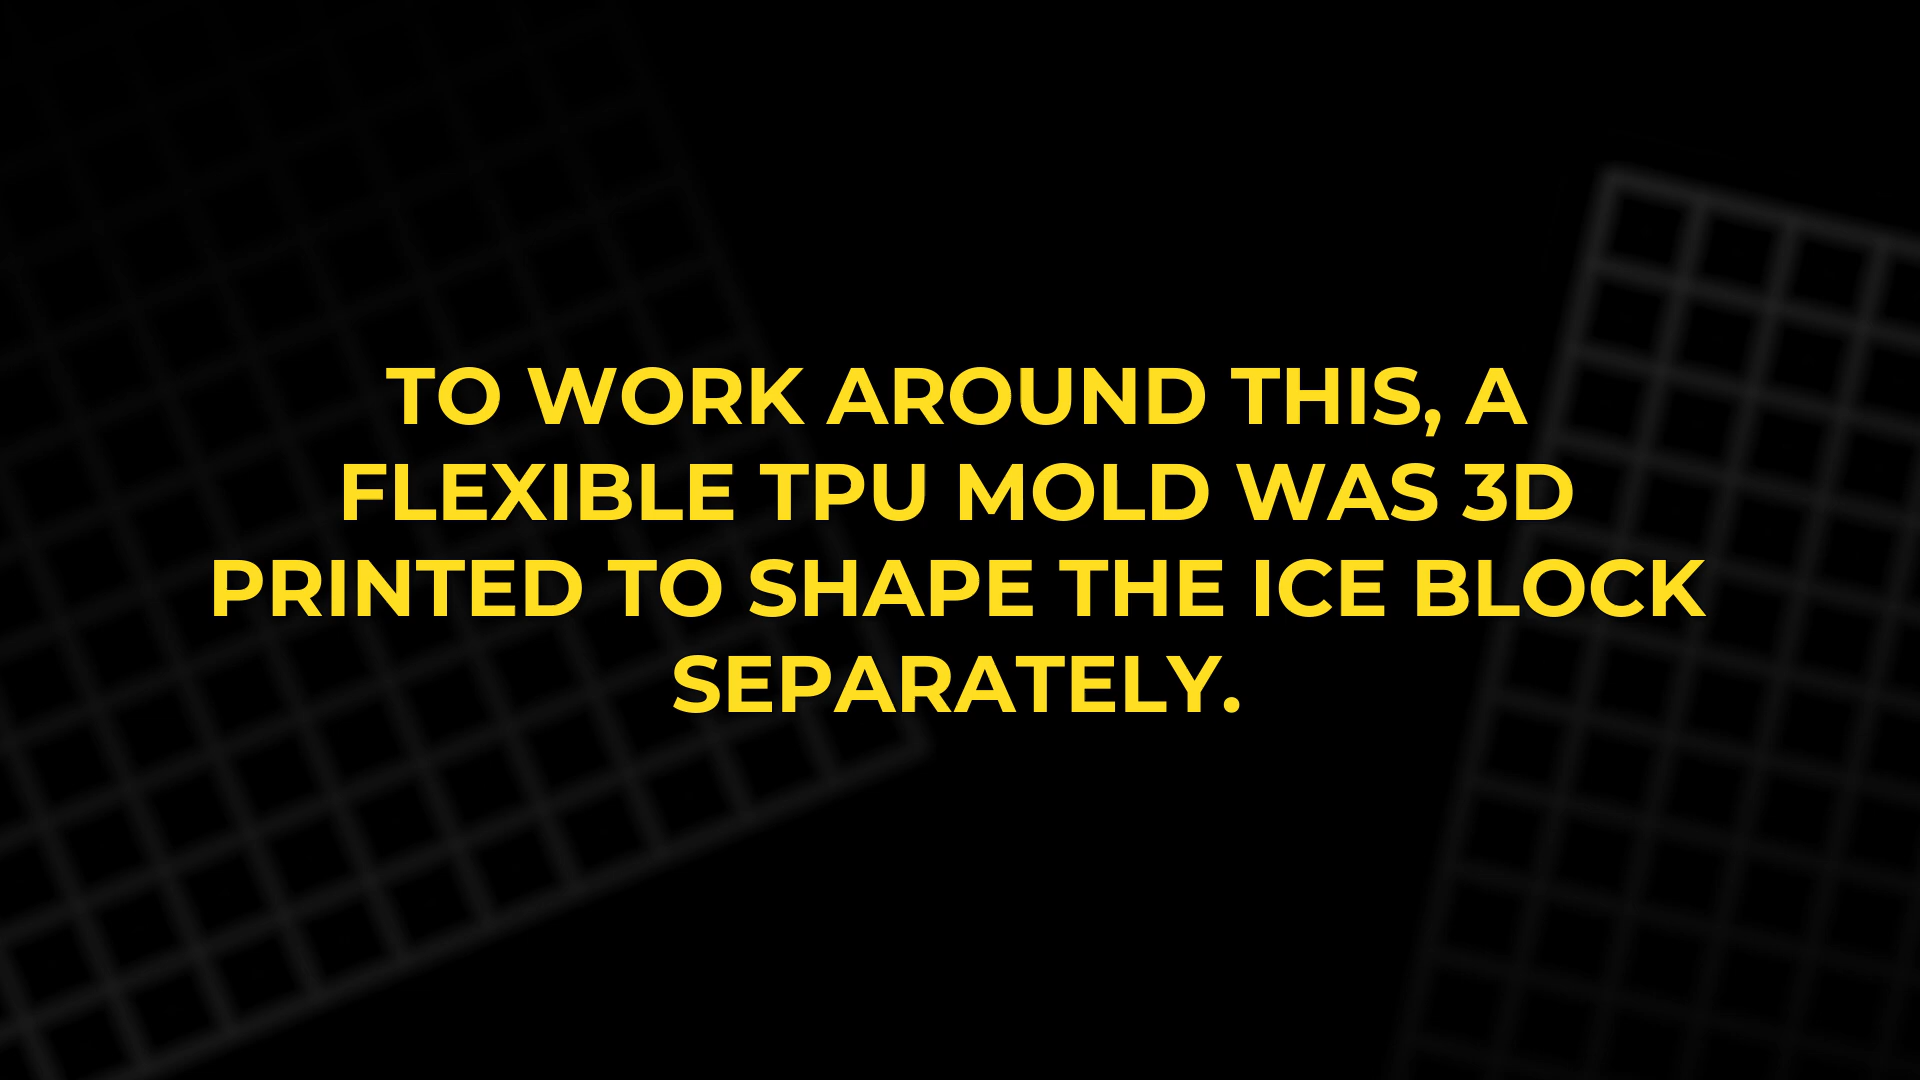 TO WORK AROUND THIS, A
FLEXIBLE TPU MOLD WAS 3D
PRINTED TO SHAPE THE ICE BLOCK
SEPARATELY.